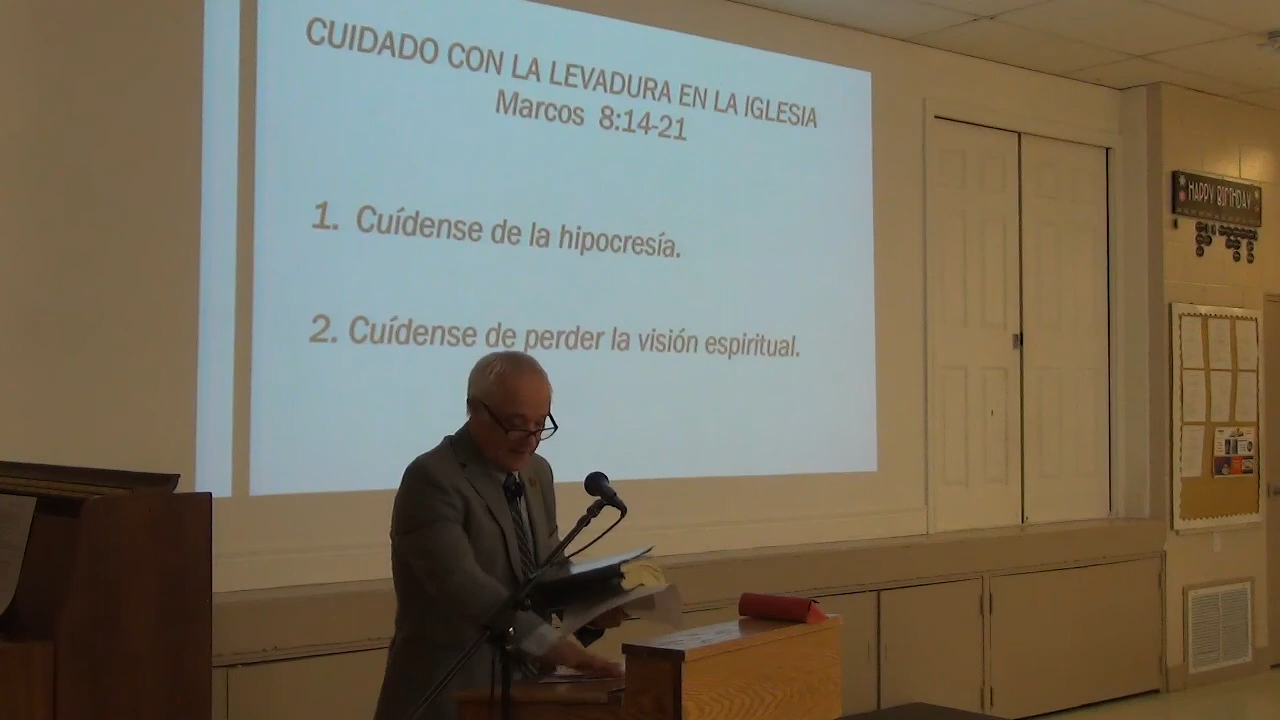 CUIDADO CON LA LEVADURA EN LA IGLESIA
Marcos 8:14-21
1. Cuídense de la hipocresía.
2. Cuídense de perder la visión espiritual.
HAPPY BIRTHDAY